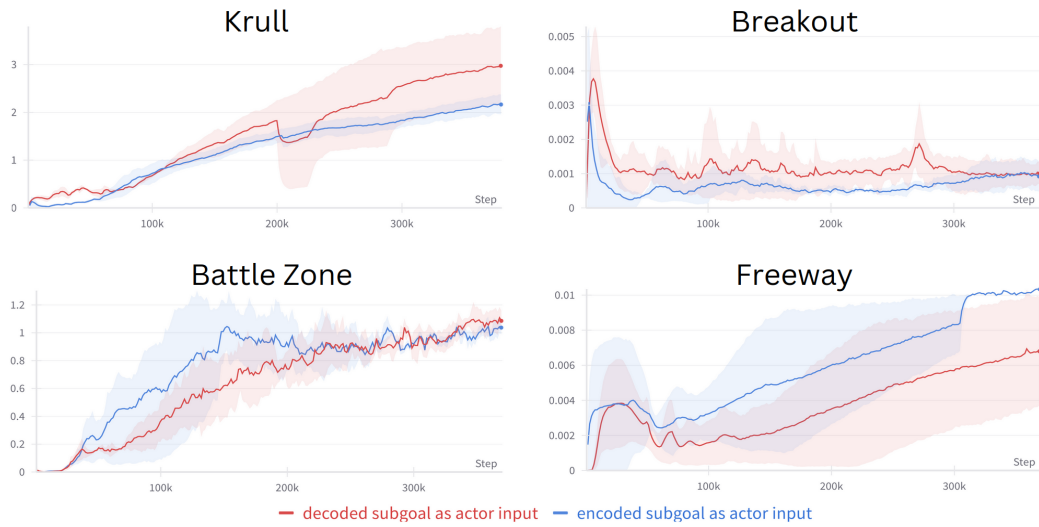 Krull
3
2
1
0
100k
200k
300k
Step
Breakout
0.005
0.004
0.003
0.002
0.001
0
100k
200k
300k
Step
Battle Zone
1.2
1
0.8
0.6
0.4
0.2
0
100k
200k
300k
Step
Freeway
0.01
0.008
0.006
0.004
0.002
0
100k
200k
300k
Step
decoded subgoal as actor input
encoded subgoal as actor input